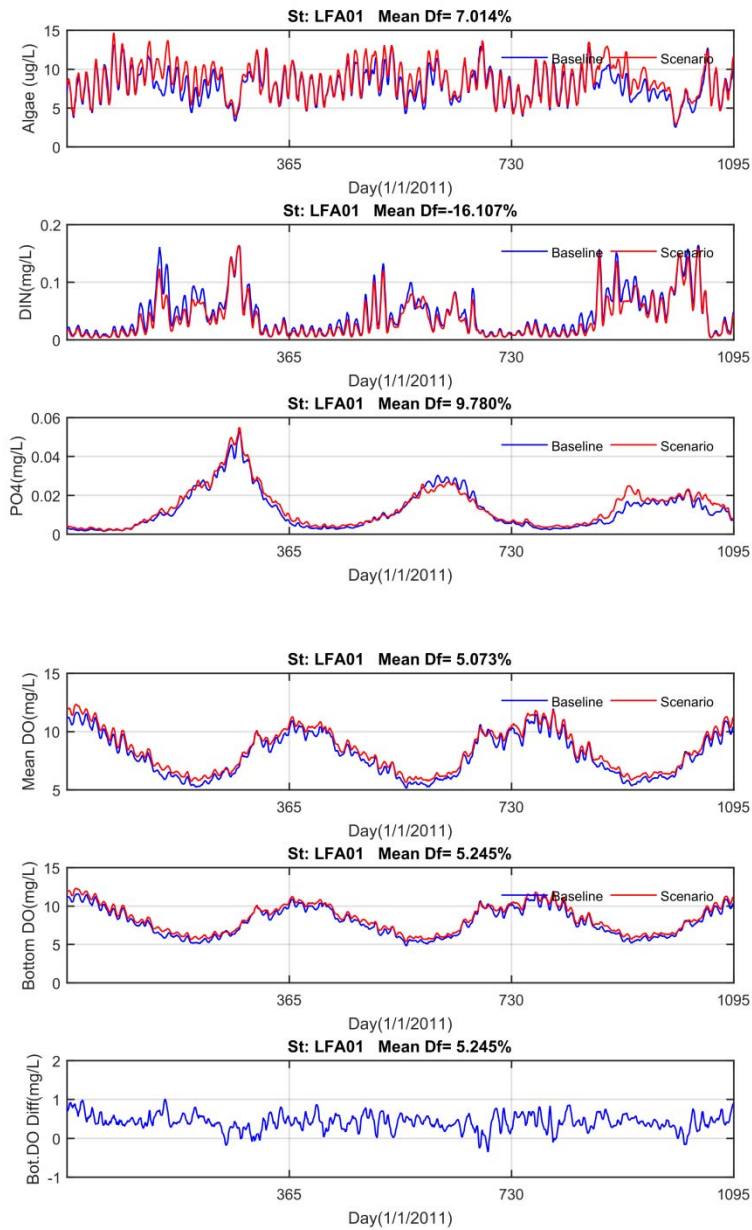 St: LFA01 Mean Df= 7.014%
15
10
5
0
Algae (ug/L)
Baseline
Scenario
365
730
1095
Day(1/1/2011)
St: LFA01 Mean Df=-16.107%
0.2
0.1
0
DIN(mg/L)
Baseline
Scenario
365
730
1095
Day(1/1/2011)
St: LFA01 Mean Df= 9.780%
0.06
0.04
0.02
0
PO4(mg/L)
Baseline
Scenario
365
730
1095
Day(1/1/2011)
St: LFA01 Mean Df= 5.073%
15
10
5
Mean DO(mg/L)
Baseline
Scenario
365
730
1095
Day(1/1/2011)
St: LFA01 Mean Df= 5.245%
15
10
5
0
Bottom DO(mg/L)
Baseline
Scenario
365
730
1095
Day(1/1/2011)
St: LFA01 Mean Df= 5.245%
2
1
0
-1
Bot.DO Diff(mg/L)
365
730
1095
Day(1/1/2011)